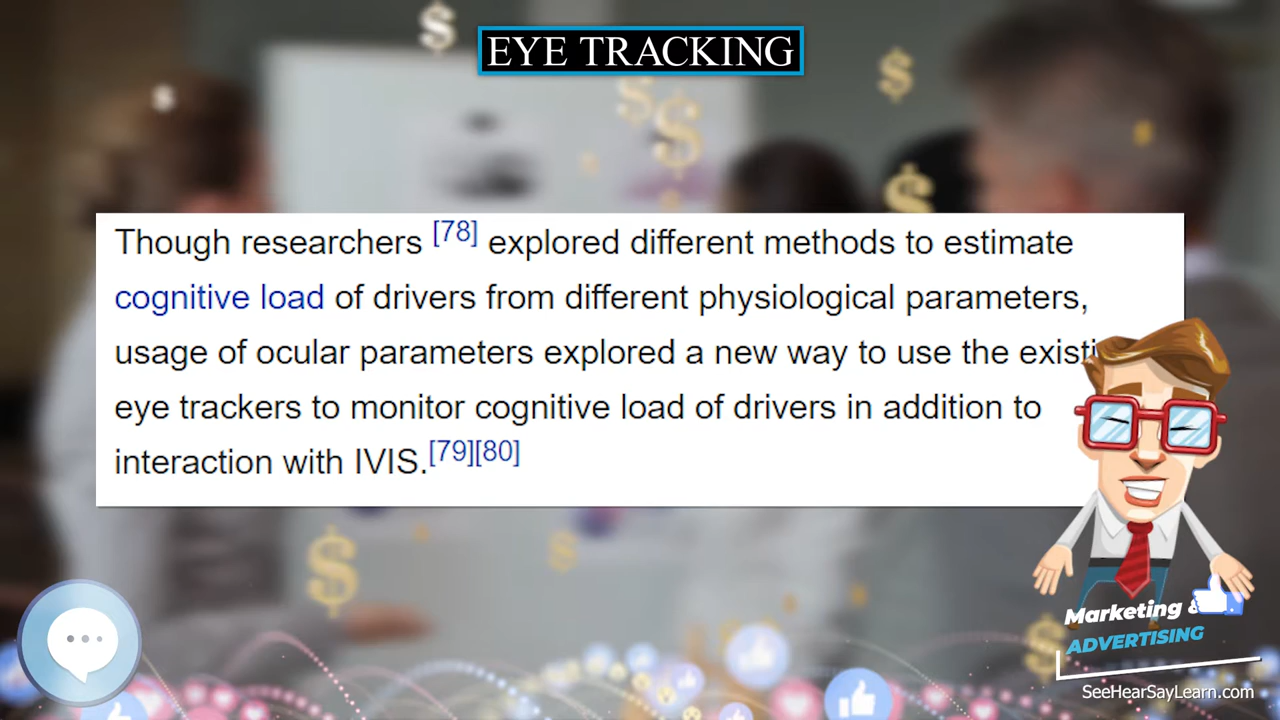 EYE TRACKING
Though researchers [78] explored different methods to estimate
cognitive load of drivers from different physiological parameters,
usage of ocular parameters explored a new way to use the
eye trackers to monitor cognitive load of drivers in addition to
interaction with IVIS.[79][80]
Marketing &
ADVERTISING
SeeHearSayLearn.com